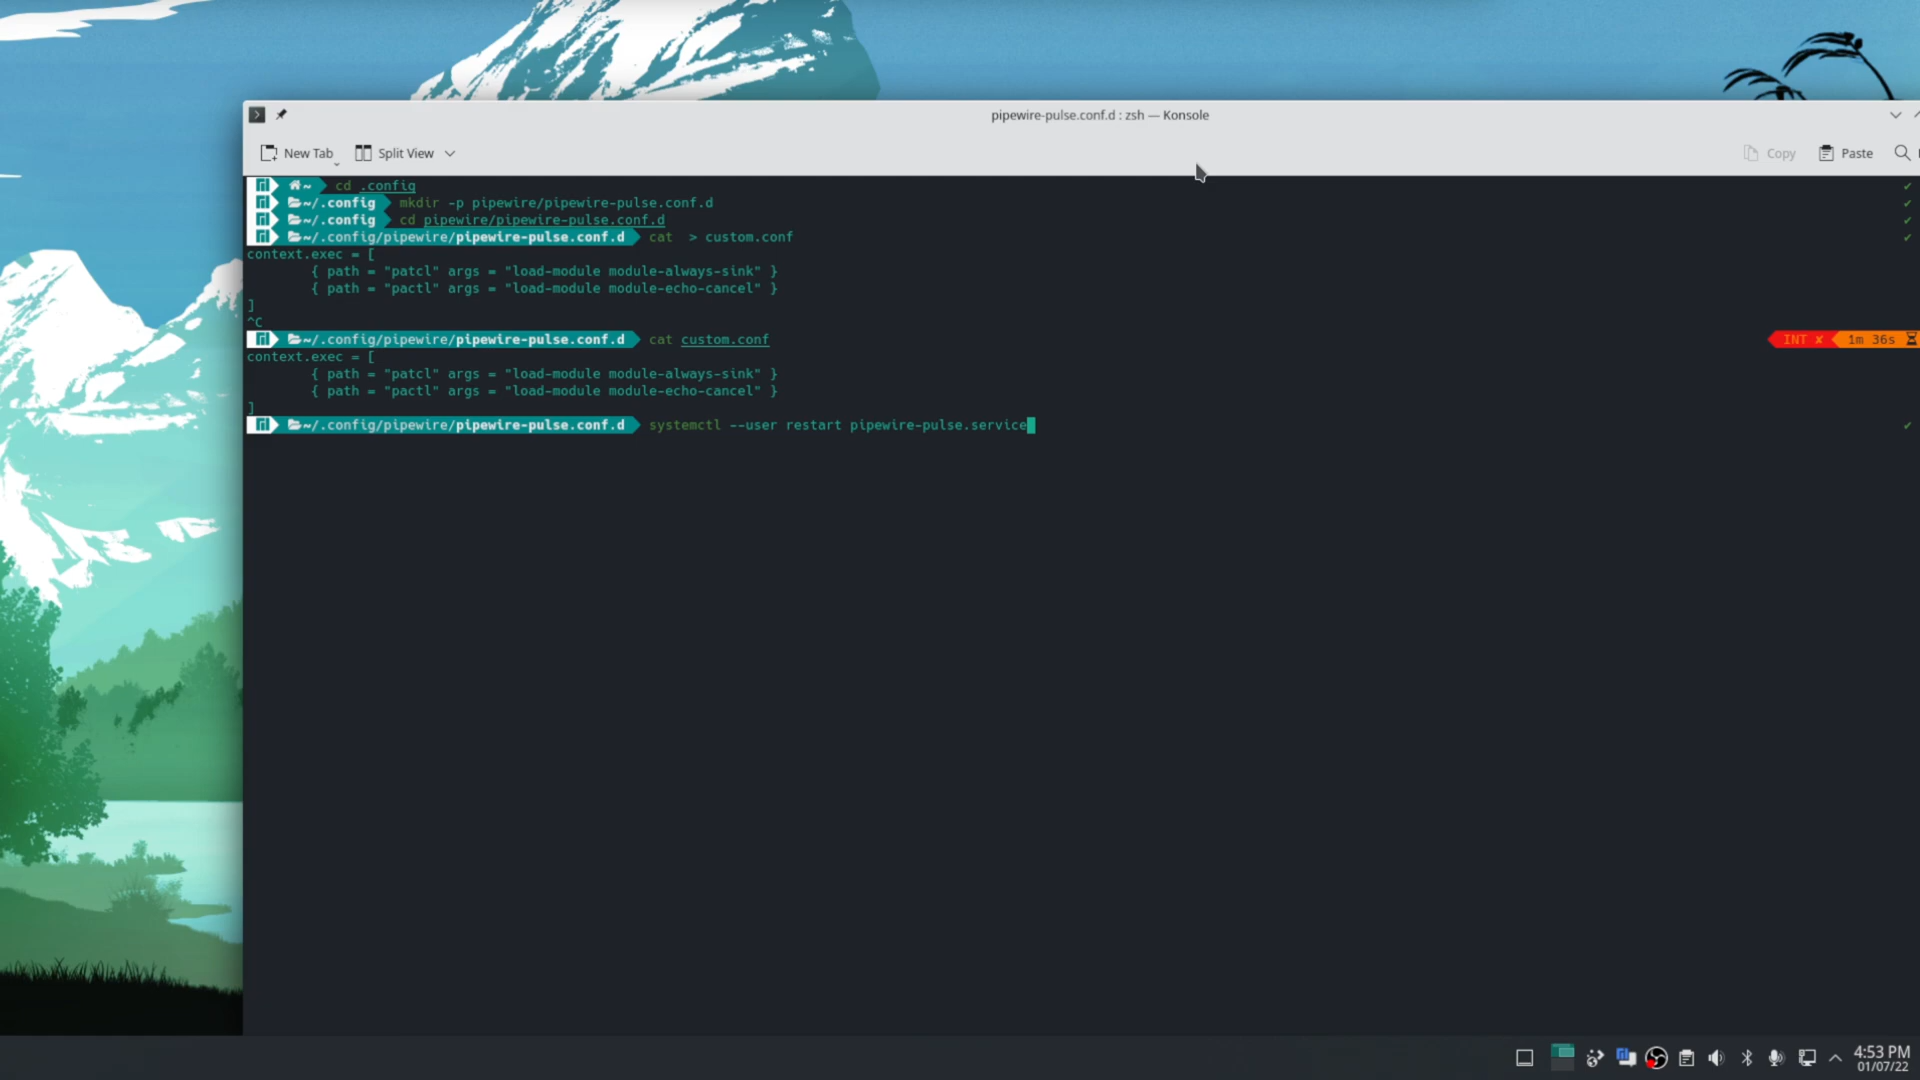 pipewire-pulse.conf.d : zsh — Konsole
New Tab Split View Copy Paste
~ cd .config
~/.config mkdir -p pipewire/pipewire-pulse.conf.d
~/.config cd pipewire/pipewire-pulse.conf.d
~/.config/pipewire/pipewire-pulse.conf.d cat > custom.conf
context.exec = [
{ path = "patcl" args = "load-module module-always-sink" }
{ path = "pactl" args = "load-module module-echo-cancel" }
]
^C
~/.config/pipewire/pipewire-pulse.conf.d cat custom.conf INT ✘ 1m 36s
context.exec = [
{ path = "patcl" args = "load-module module-always-sink" }
{ path = "pactl" args = "load-module module-echo-cancel" }
]
~/.config/pipewire/pipewire-pulse.conf.d systemctl --user restart pipewire-pulse.service
4:53 PM
01/07/22